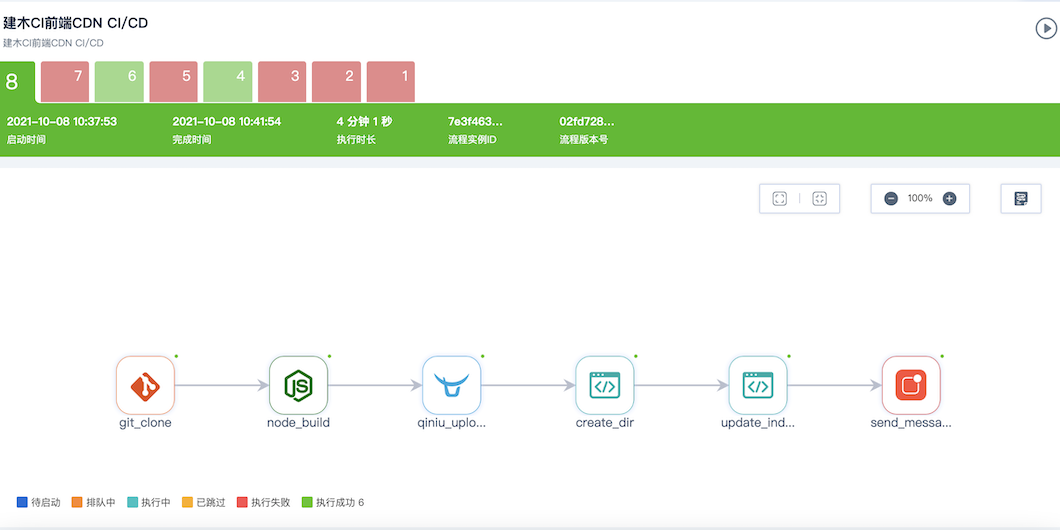 建木CI前端CDN CI/CD
建木CI前端CDN CI/CD
8 7 6 5 4 3 2 1
2021-10-08 10:37:53 2021-10-08 10:41:54 4 分钟 1 秒 7e3f463... 02fd728...
启动时间 完成时间 执行时长 流程实例ID 流程版本号
100%
git_clone node_build qiniu_uplo... create_dir update_ind... send_messa...
待启动 排队中 执行中 已跳过 执行失败 执行成功 6